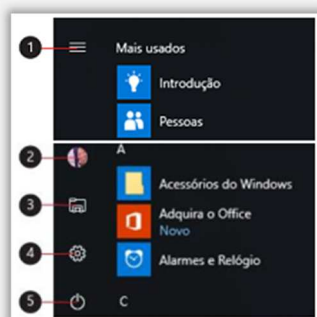 1
Mais usados
Introdução
Pessoas
2
A
Acessórios do Windows
3
Adquira o Office
Novo
4
Alarmes e Relógio
5
C